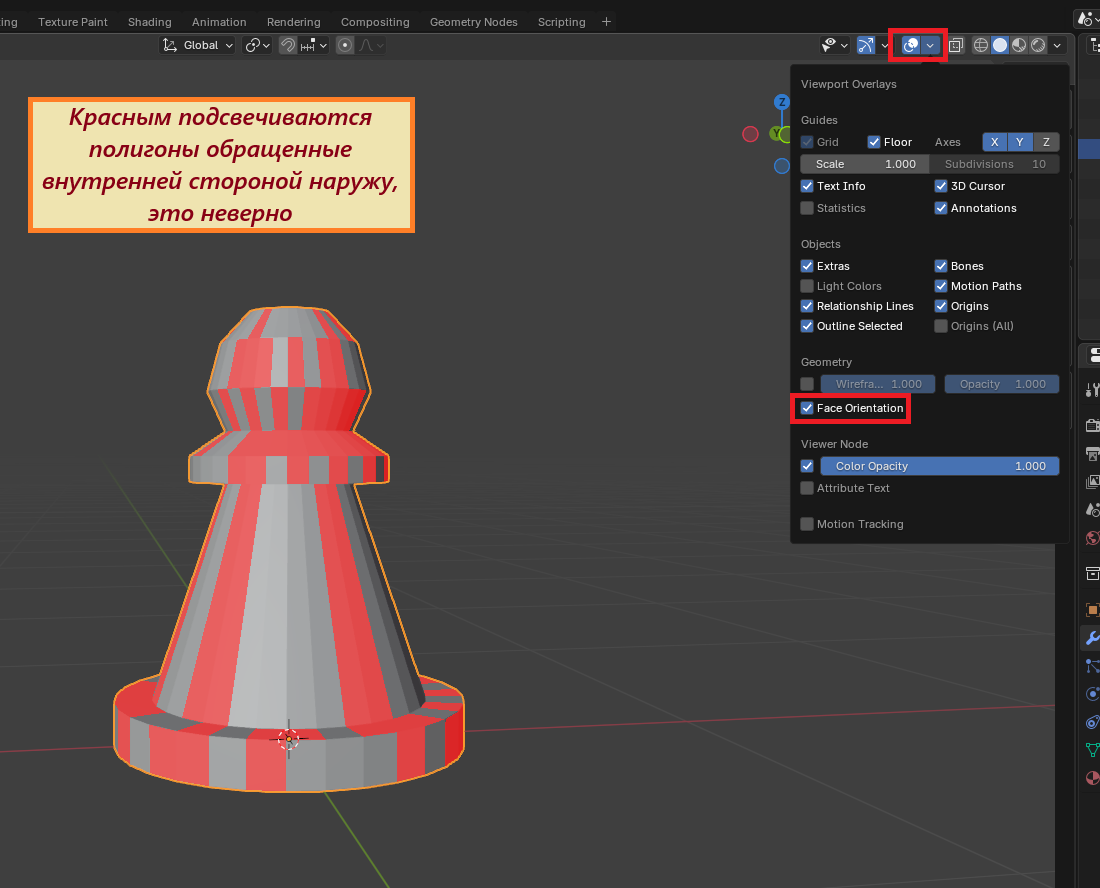 ing Texture Paint Shading Animation Rendering Compositing Geometry Nodes Scripting +
Global
Красным подсвечиваются
полигоны обращенные
внутренней стороной наружу,
это неверно
Z
Y
Viewport Overlays
Guides
Grid Floor Axes X Y Z
Scale 1.000 Subdivisions 10
Text Info 3D Cursor
Statistics Annotations
Objects
Extras Bones
Light Colors Motion Paths
Relationship Lines Origins
Outline Selected Origins (All)
Geometry
Wirefra... 1.000 Opacity 1.000
Face Orientation
Viewer Node
Color Opacity 1.000
Attribute Text
Motion Tracking